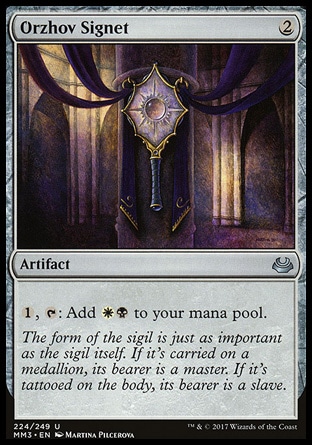 Orzhov Signet 2
Artifact
1, T: Add to your mana pool.
The form of the sigil is just as important
as the sigil itself. If it's carried on a
medallion, its bearer is a master. If it's
tattooed on the body, its bearer is a slave.
224/249 U
MM3 • EN Martina Pilcerova
™ & © 2017 Wizards of the Coast